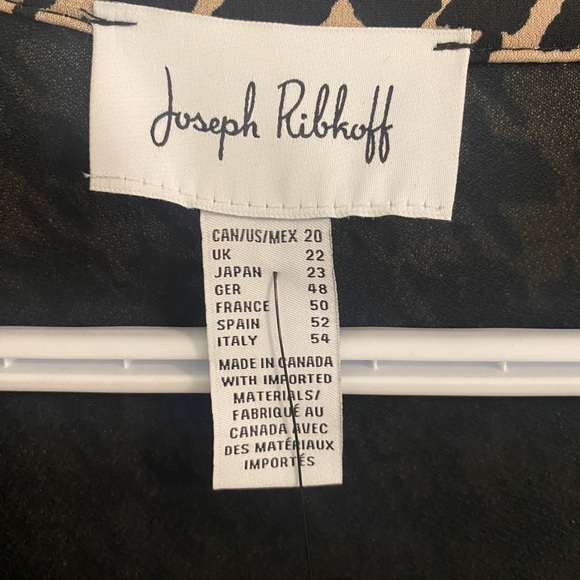 Joseph Ribkoff
CAN/US/MEX 20
UK 22
JAPAN 23
GER 48
FRANCE 50
SPAIN 52
ITALY 54
MADE IN CANADA
WITH IMPORTED
MATERIALS/
FABRIQUÉ AU
CANADA AVEC
DES MATÉRIAUX
IMPORTÉS